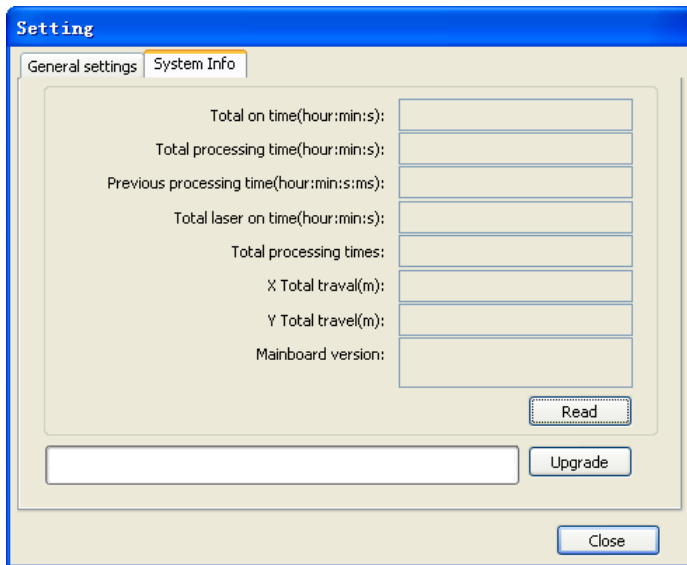 Setting
General settings System Info
Total on time(hour:min:s):
Total processing time(hour:min:s):
Previous processing time(hour:min:s:ms):
Total laser on time(hour:min:s):
Total processing times:
X Total traval(m):
Y Total travel(m):
Mainboard version:
Read
Upgrade
Close